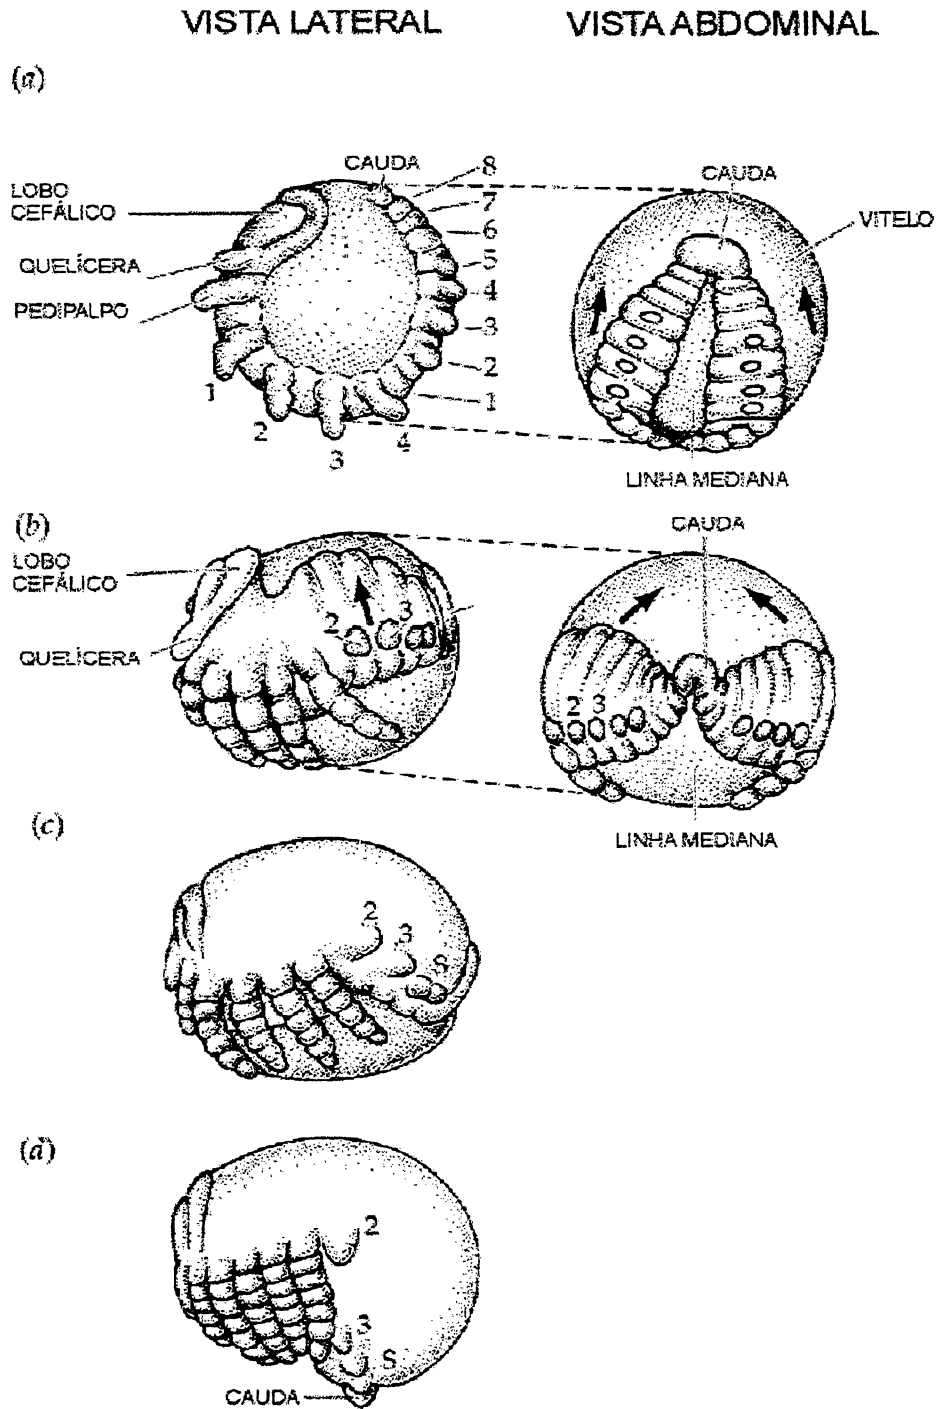 VISTA LATERAL
VISTA ABDOMINAL
(a)
CAUDA
8
LOBO
CEFÁLICO
7
6
QUELÍCERA
5
PEDIPALPO
4
3
2
1
1
2
3
4
CAUDA
VITELO
LINHA MEDIANA
(b)
LOBO
CEFÁLICO
QUELÍCERA
2
3
CAUDA
2 3
LINHA MEDIANA
(c)
2
3
S
(d)
2
3
S
CAUDA